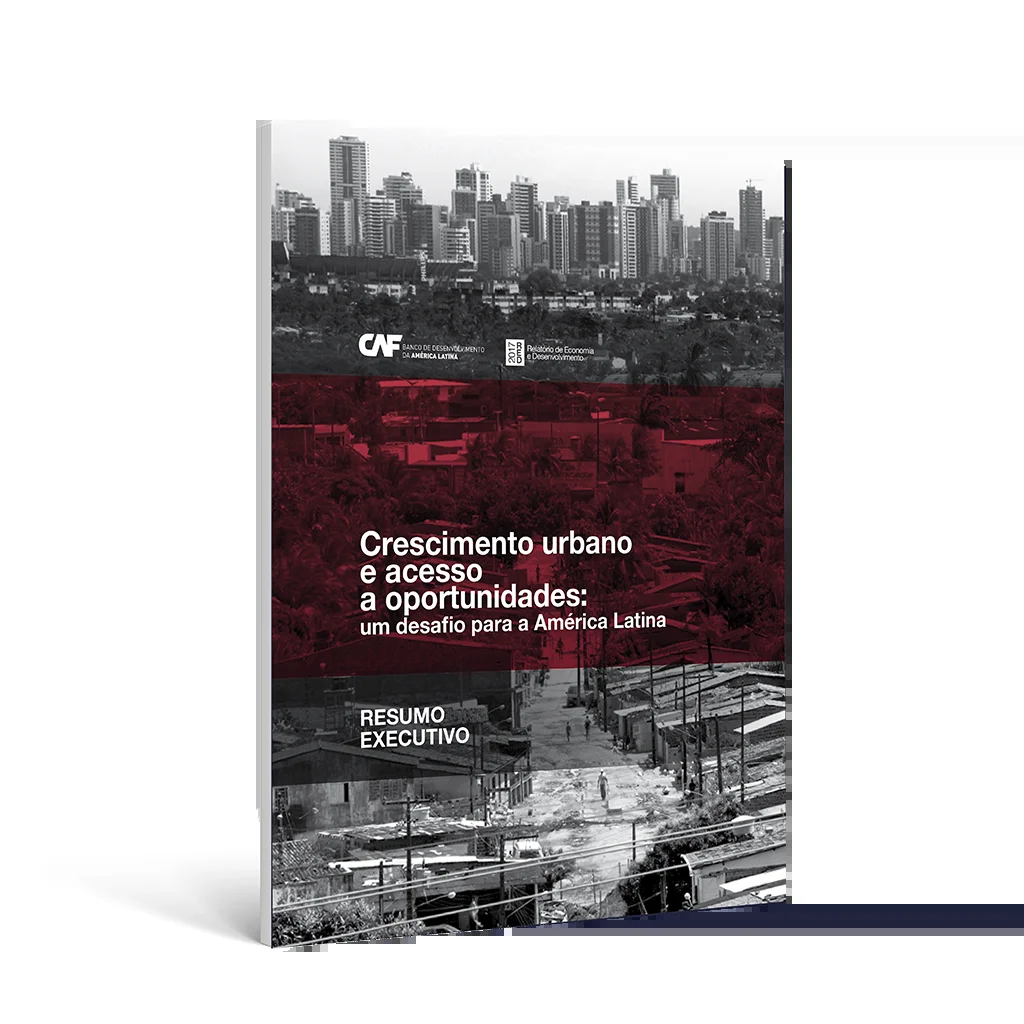 CAF BANCO DE DESENVOLVIMENTO
DA AMÉRICA LATINA
2017
RED
Relatório de Economia
e Desenvolvimento
Crescimento urbano
e acesso
a oportunidades:
um desafio para a América Latina
RESUMO
EXECUTIVO